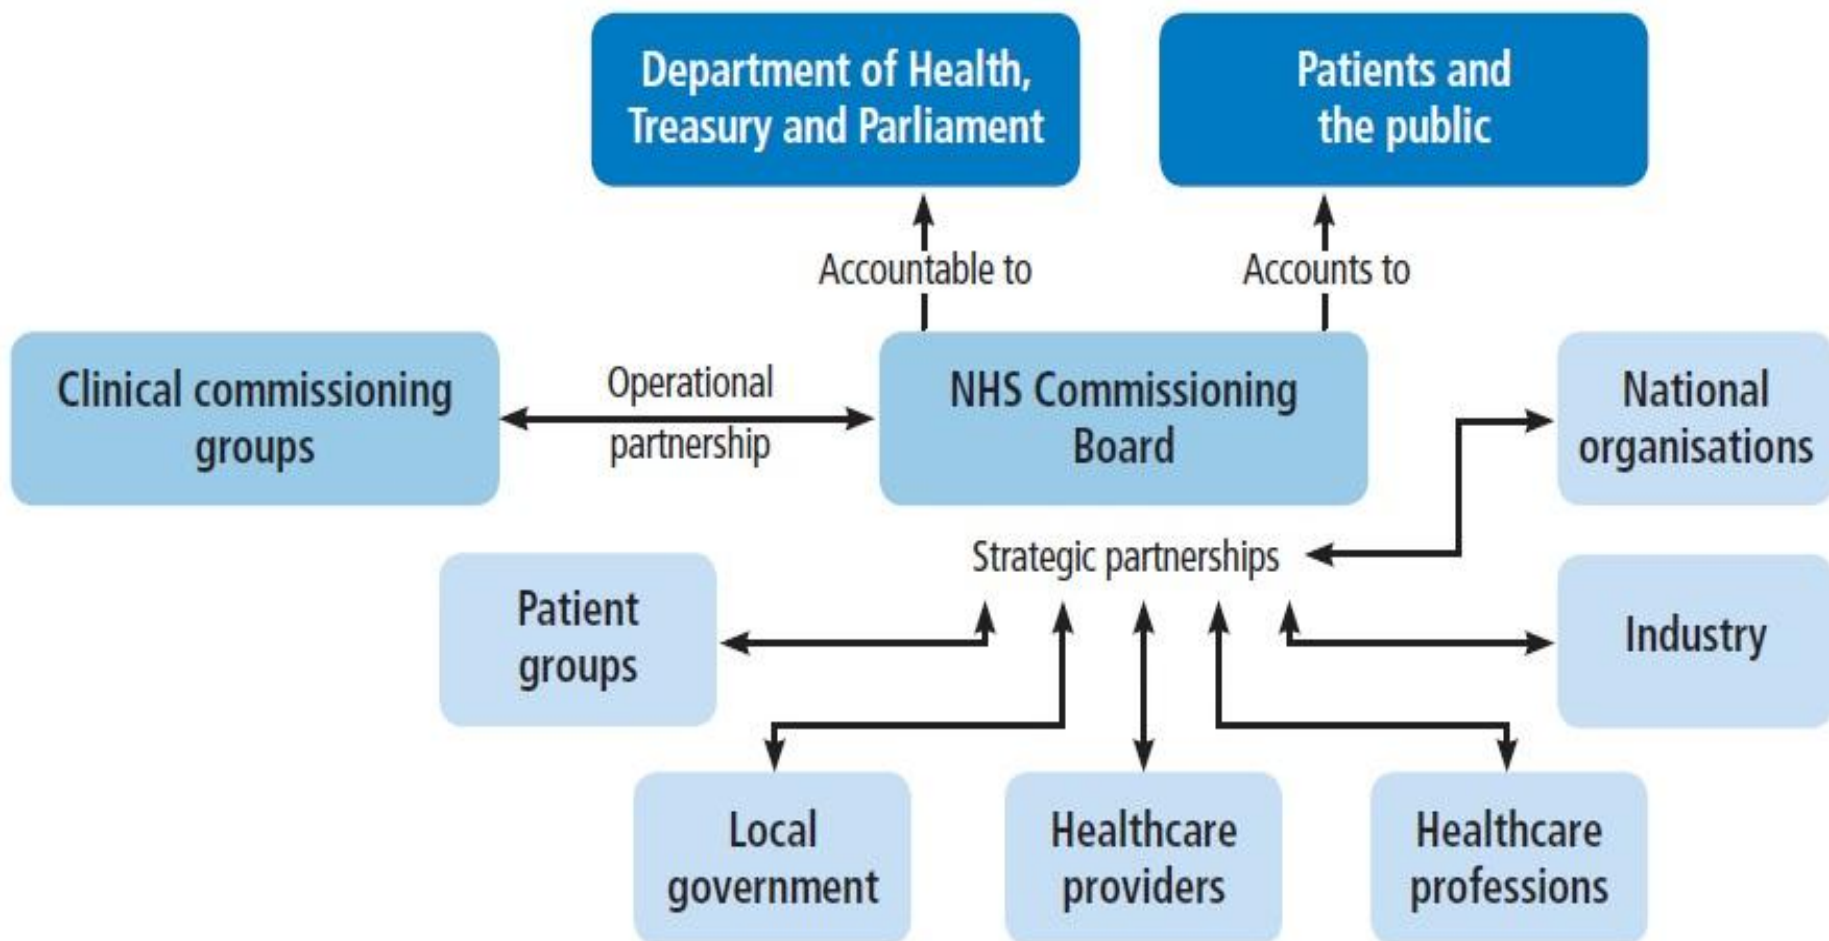 Department of Health,
Treasury and Parliament
Patients and
the public
Accountable to
Accounts to
Clinical commissioning
groups
Operational
partnership
NHS Commissioning
Board
National
organisations
Strategic partnerships
Patient
groups
Industry
Local
government
Healthcare
providers
Healthcare
professions